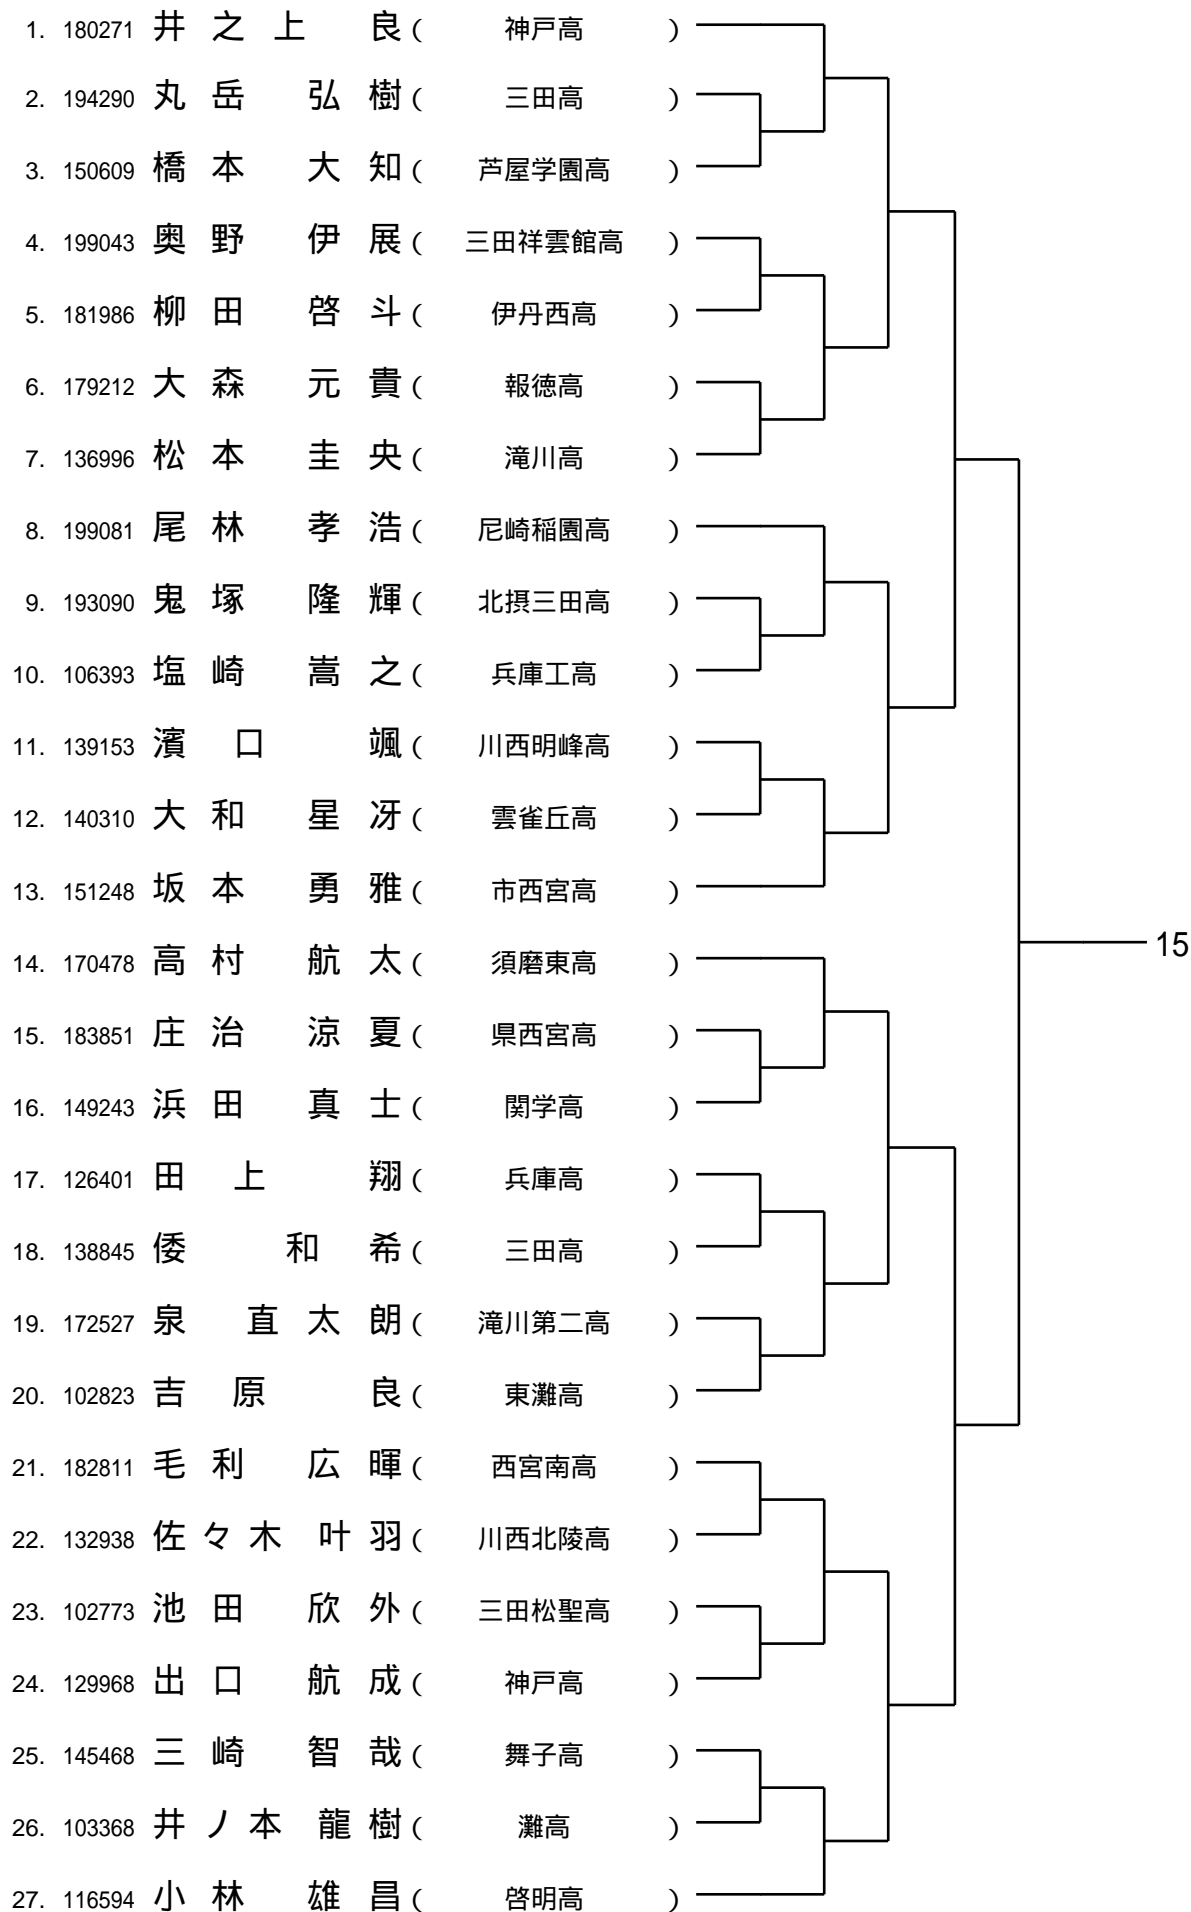 1. 180271 井之上 良 ( 神戸高 )
2. 194290 丸岳 弘樹 ( 三田高 )
3. 150609 橋本 大知 ( 芦屋学園高 )
4. 199043 奥野 伊展 ( 三田祥雲館高 )
5. 181986 柳田 啓斗 ( 伊丹西高 )
6. 179212 大森 元貴 ( 報徳高 )
7. 136996 松本 圭央 ( 滝川高 )
8. 199081 尾林 孝浩 ( 尼崎稲園高 )
9. 193090 鬼塚 隆輝 ( 北摂三田高 )
10. 106393 塩崎 嵩之 ( 兵庫工高 )
11. 139153 濱口 颯 ( 川西明峰高 )
12. 140310 大和 星冴 ( 雲雀丘高 )
13. 151248 坂本 勇雅 ( 市西宮高 )
15
14. 170478 高村 航太 ( 須磨東高 )
15. 183851 庄治 涼夏 ( 県西宮高 )
16. 149243 浜田 真士 ( 関学高 )
17. 126401 田上 翔 ( 兵庫高 )
18. 138845 倭 和希 ( 三田高 )
19. 172527 泉 直太朗 ( 滝川第二高 )
20. 102823 吉原 良 ( 東灘高 )
21. 182811 毛利 広暉 ( 西宮南高 )
22. 132938 佐々木 叶羽 ( 川西北陵高 )
23. 102773 池田 欣外 ( 三田松聖高 )
24. 129968 出口 航成 ( 神戸高 )
25. 145468 三崎 智哉 ( 舞子高 )
26. 103368 井ノ本 龍樹 ( 灘高 )
27. 116594 小林 雄昌 ( 啓明高 )